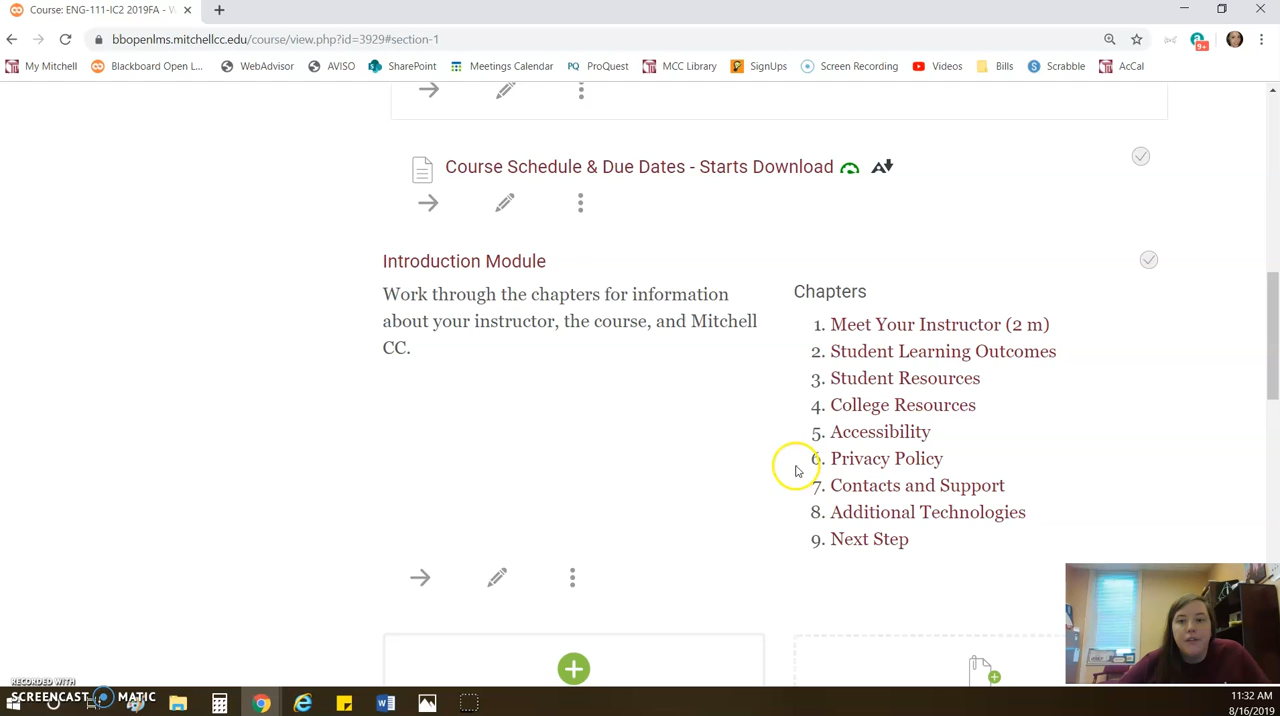 Course: ENG-111-IC2 2019FA - W
bbopenlms.mitchellcc.edu/course/view.php?id=3929#section-1
9+
My Mitchell
Blackboard Open L...
WebAdvisor
AVISO
SharePoint
Meetings Calendar
PQ ProQuest
MCC Library
SignUps
Screen Recording
Videos
Bills
Scrabble
AcCal
Course Schedule & Due Dates - Starts Download
Introduction Module
Work through the chapters for information
about your instructor, the course, and Mitchell
CC.
Chapters
1. Meet Your Instructor (2 m)
2. Student Learning Outcomes
3. Student Resources
4. College Resources
5. Accessibility
6. Privacy Policy
7. Contacts and Support
8. Additional Technologies
9. Next Step
RECORDED WITH
SCREENCAST MATIC
11:32 AM
8/16/2019